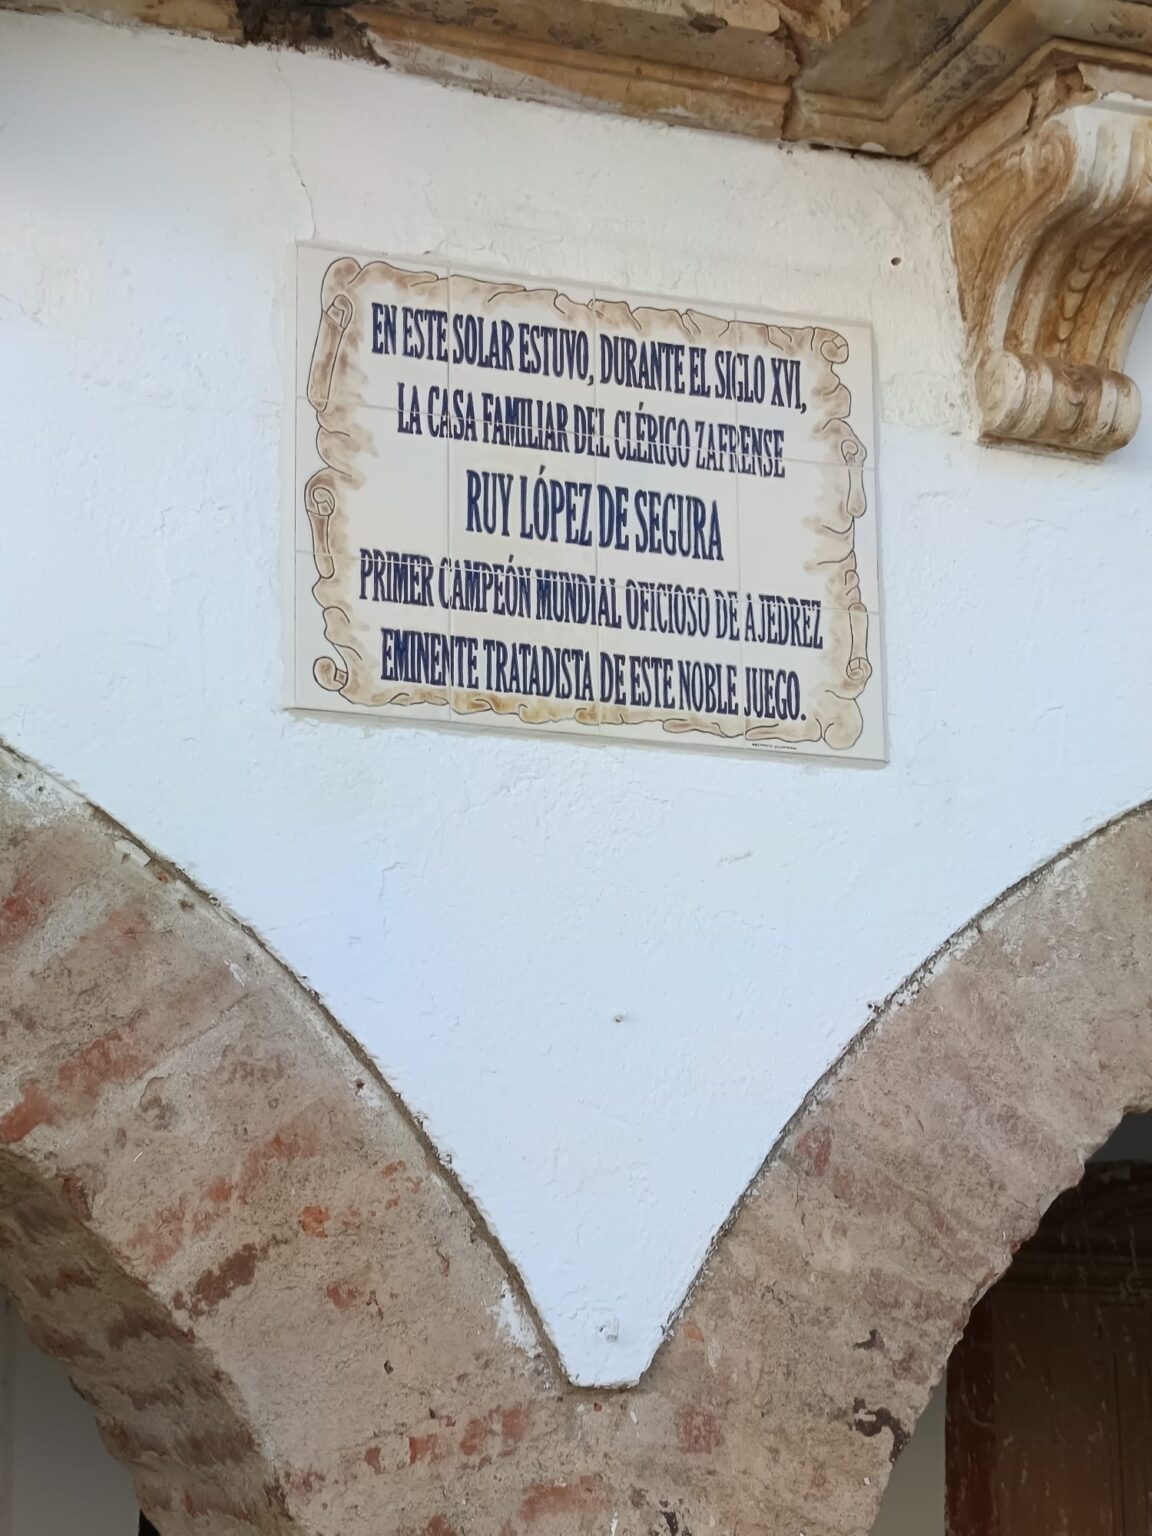 EN ESTE SOLAR ESTUVO, DURANTE EL SIGLO XVI,
LA CASA FAMILIAR DEL CLÉRIGO ZAFRENSE
RUY LÓPEZ DE SEGURA
PRIMER CAMPEÓN MUNDIAL OFICIOSO DE AJEDREZ
EMINENTE TRATADISTA DE ESTE NOBLE JUEGO.